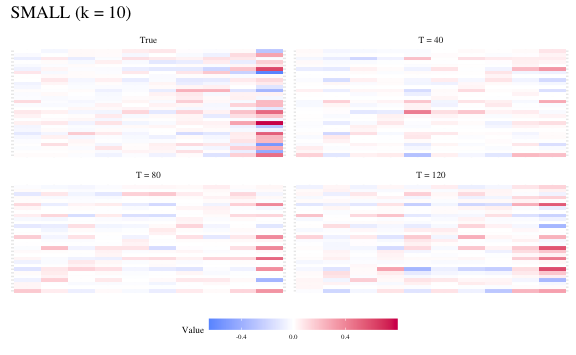 SMALL (k = 10)
True
T = 40
T = 80
T = 120
Value
-0.4
0.0
0.4